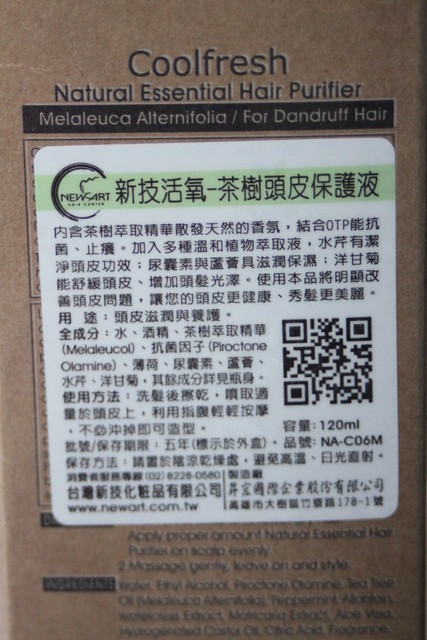 Coolfresh
Natural Essential Hair Purifier
Melaleuca Alternifolia / For Dandruff Hair
NEW-ART
HAIR CENTER
新技活氧-茶樹頭皮保護液
內含茶樹萃取精華散發天然的香氛，結合OTP能抗
菌、止癢。加入多種溫和植物萃取液，水芹有潔
淨頭皮功效；尿囊素與蘆薈具滋潤保濕；洋甘菊
能舒緩頭皮、增加頭髮光澤。使用本品將明顯改
善頭皮問題，讓您的頭皮更健康、秀髮更美麗。
用 途：頭皮滋潤與養護。
全成分：水、酒精、茶樹萃取精華
(Melaleucol)、抗菌因子(Piroctone
Olamine)、薄荷、尿囊素、蘆薈、
水芹、洋甘菊，其餘成分詳見瓶身。
使用方法：洗髮後擦乾，噴取適
量於頭皮上，利用指腹輕輕按摩
，不必沖掉即可造型。
容量：120ml
批號/保存期限：五年(標示於外盒)。品號：NA-C06M
保存方法：請置於陰涼乾燥處，避免高溫、日光直射。
消費者服務專線(02)8228-0580
台灣新技化粧品有限公司
www.newart.com.tw
製造廠
昇宏國際企業股份有限公司
高雄市大樹區竹寮路178-1號
Apply proper amount Natural Essential Hair
Purifier on scalp evenly.
2.Massage gently, leave on and style.
INGREDIENTS
Water, Ethyl Alcohol, Piroctone Olamine, Tea Tree
Oil (Melaleuca Alternifolia), Peppermint, Allantoin,
Watercress Extract, Matricaria Extract, Aloe Vera,
Hydrogenated Castor Oil, Citric Acid, Fragrance.